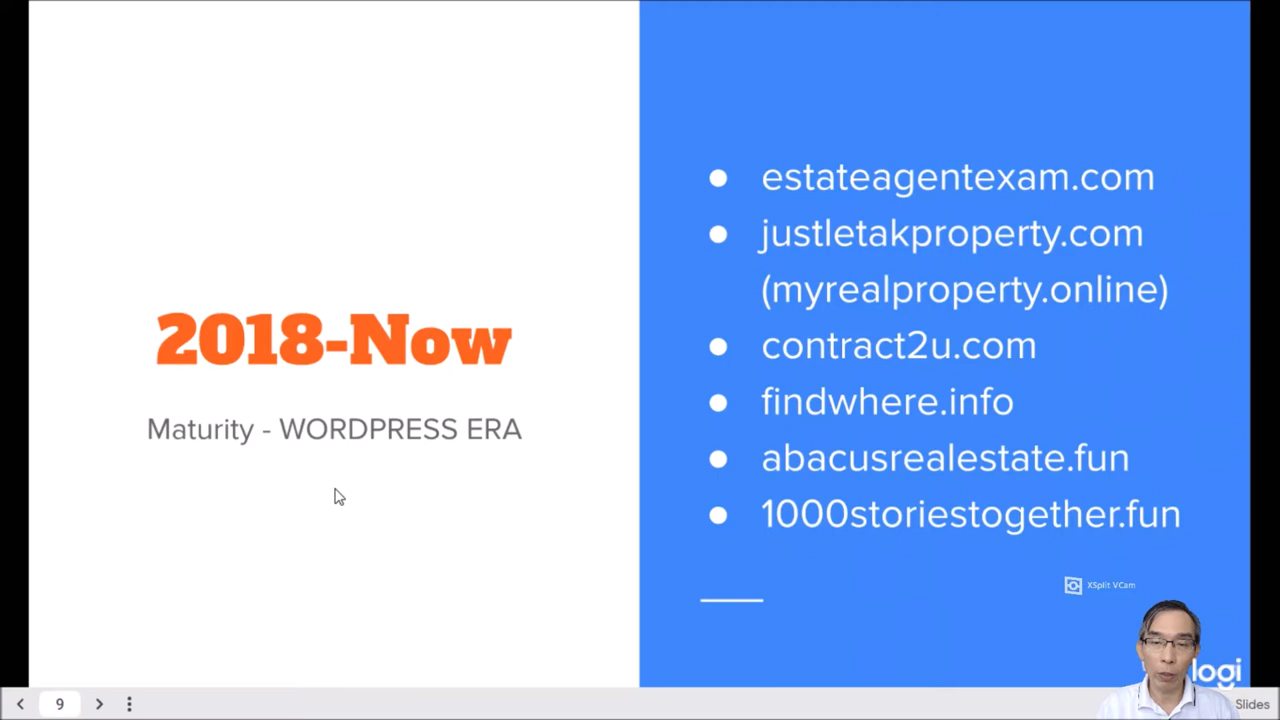 2018-Now
Maturity - WORDPRESS ERA
estateagentexam.com
justletakproperty.com
(myrealproperty.online)
contract2u.com
findwhere.info
abacusrealestate.fun
1000storiestogether.fun
XSplit VCam
logi
9
Slides